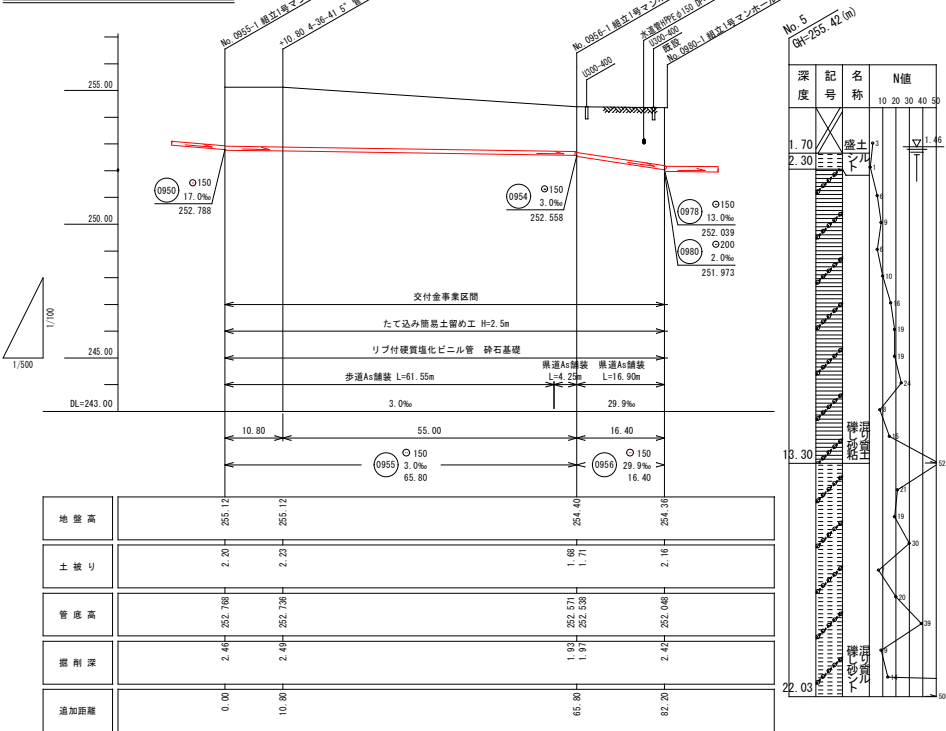 No.0955-1 組立1号マン
+10.80 4-36-41 5° 管
No.0956-1 組立1号マン
U300-400
水道管HPPEφ150 DP
U300-400
既設
No.0980-1 組立1号マンホール
No.5
GH=255.42(m)
255.00
250.00
245.00
DL=243.00
1/100
1/500
0950 150
17.0‰
252.788
0954 150
3.0‰
252.558
0978 150
13.0‰
252.039
0980 200
2.0‰
251.973
交付金事業区間
たて込み簡易土留め工 H=2.5m
リブ付硬質塩化ビニル管 砕石基礎
歩道As舗装 L=61.55m
県道As舗装
L=4.25m
県道As舗装
L=16.90m
3.0‰
29.9‰
10.80
55.00
16.40
0955 150
3.0‰
65.80
0956 150
29.9‰
16.40
地盤高 255.12 255.12 254.40 254.36
土被り 2.20 2.23 1.68 1.71 2.16
管底高 252.768 252.736 252.571 252.538 252.048
掘削深 2.46 2.49 1.93 1.97 2.42
追加距離 0.00 10.80 65.80 82.20
深度 記号 名称 N値
10 20 30 40 50
1.70 盛土
2.30 シルト
1.46
3
1
6
9
6
10
16
19
19
24
8
15
13.30 礫混じり砂質粘土
52
21
19
30
20
39
9
14
22.03 礫混じり砂質シルト
50